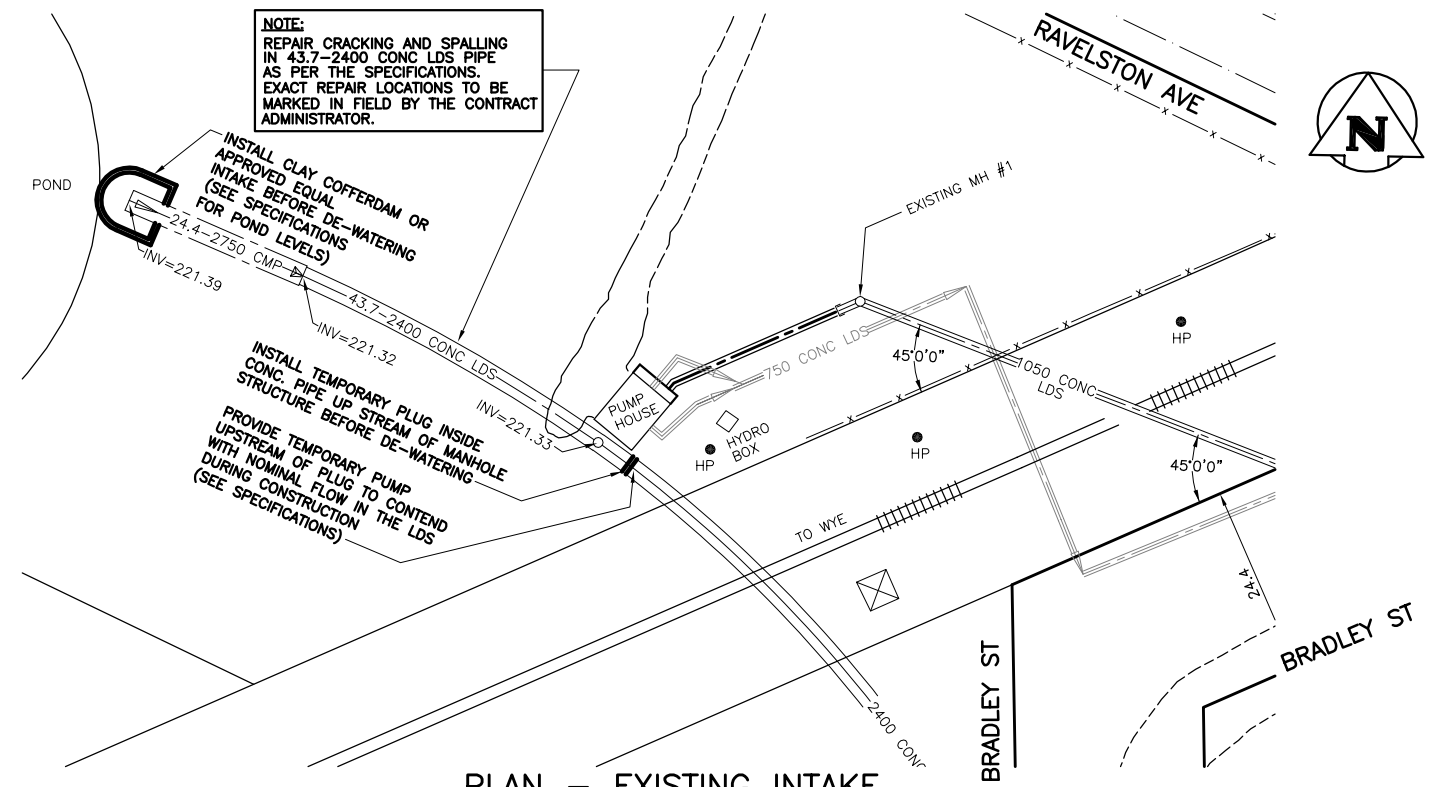 NOTE:
REPAIR CRACKING AND SPALLING
IN 43.7-2400 CONC LDS PIPE
AS PER THE SPECIFICATIONS.
EXACT REPAIR LOCATIONS TO BE
MARKED IN FIELD BY THE CONTRACT
ADMINISTRATOR.
RAVELSTON AVE
N
POND
INSTALL CLAY COFFERDAM OR
APPROVED EQUAL
INTAKE BEFORE DE-WATERING
(SEE SPECIFICATIONS
FOR POND LEVELS)
EXISTING MH #1
24.4-2750 CMP
INV=221.39
43.7-2400 CONC LDS
INV=221.32
INSTALL TEMPORARY PLUG INSIDE
CONC. PIPE UP STREAM OF MANHOLE
STRUCTURE BEFORE DE-WATERING
INV=221.33
PUMP
HOUSE
750 CONC LDS
45°0'0"
HP
1050 CONC
LDS
HYDRO
BOX
HP
HP
PROVIDE TEMPORARY PUMP
UPSTREAM OF PLUG TO CONTEND
WITH NOMINAL FLOW IN THE LDS
DURING CONSTRUCTION
(SEE SPECIFICATIONS)
45°0'0"
TO WYE
24.4
BRADLEY ST
BRADLEY ST
2400 CONC
PLAN - EXISTING INTAKE